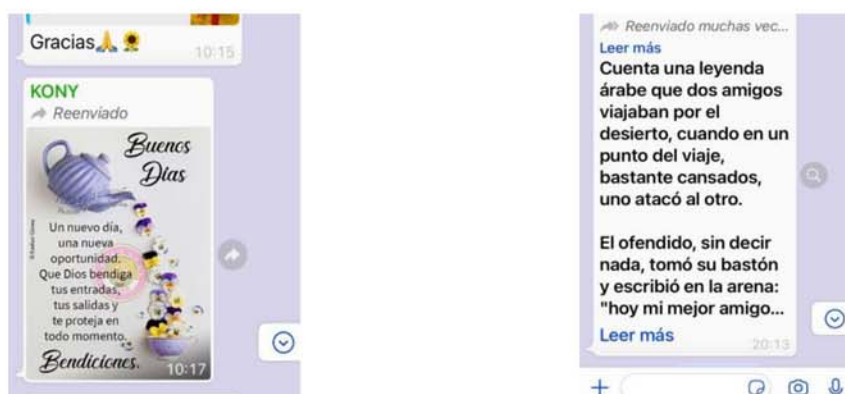 Gracias🙏🌻
10:15
KONY
Reenviado
Buenos
Días
Un nuevo día,
una nueva
oportunidad.
Que Dios bendiga
tus entradas,
tus salidas y
te proteja en
todo momento.
Bendiciones.
10:17
Reenviado muchas vec...
Leer más
Cuenta una leyenda
árabe que dos amigos
viajaban por el
desierto, cuando en un
punto del viaje,
bastante cansados,
uno atacó al otro.
El ofendido, sin decir
nada, tomó su bastón
y escribió en la arena:
"hoy mi mejor amigo...
Leer más
20:13